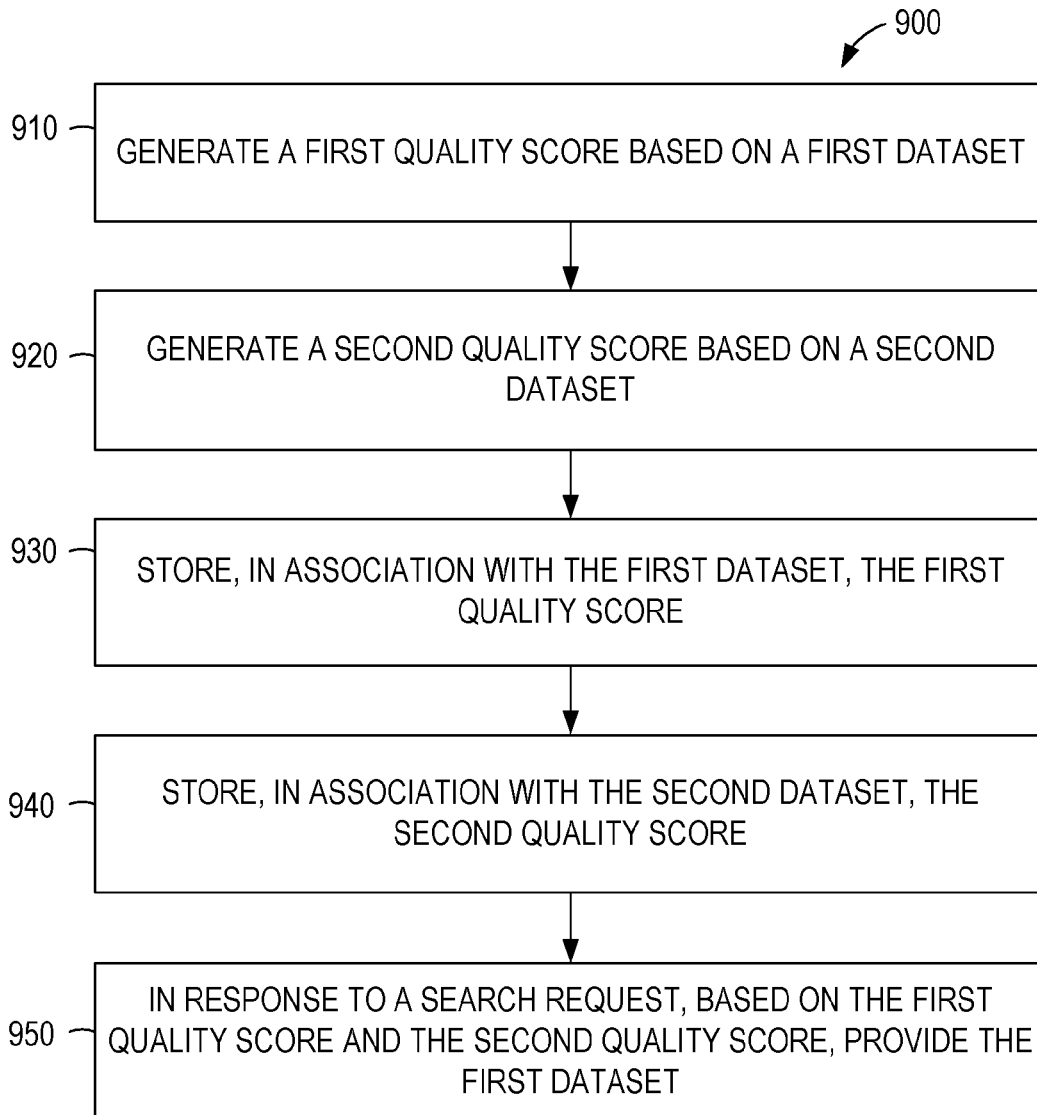 900
910
GENERATE A FIRST QUALITY SCORE BASED ON A FIRST DATASET
920
GENERATE A SECOND QUALITY SCORE BASED ON A SECOND
DATASET
930
STORE, IN ASSOCIATION WITH THE FIRST DATASET, THE FIRST
QUALITY SCORE
940
STORE, IN ASSOCIATION WITH THE SECOND DATASET, THE
SECOND QUALITY SCORE
950
IN RESPONSE TO A SEARCH REQUEST, BASED ON THE FIRST
QUALITY SCORE AND THE SECOND QUALITY SCORE, PROVIDE THE
FIRST DATASET